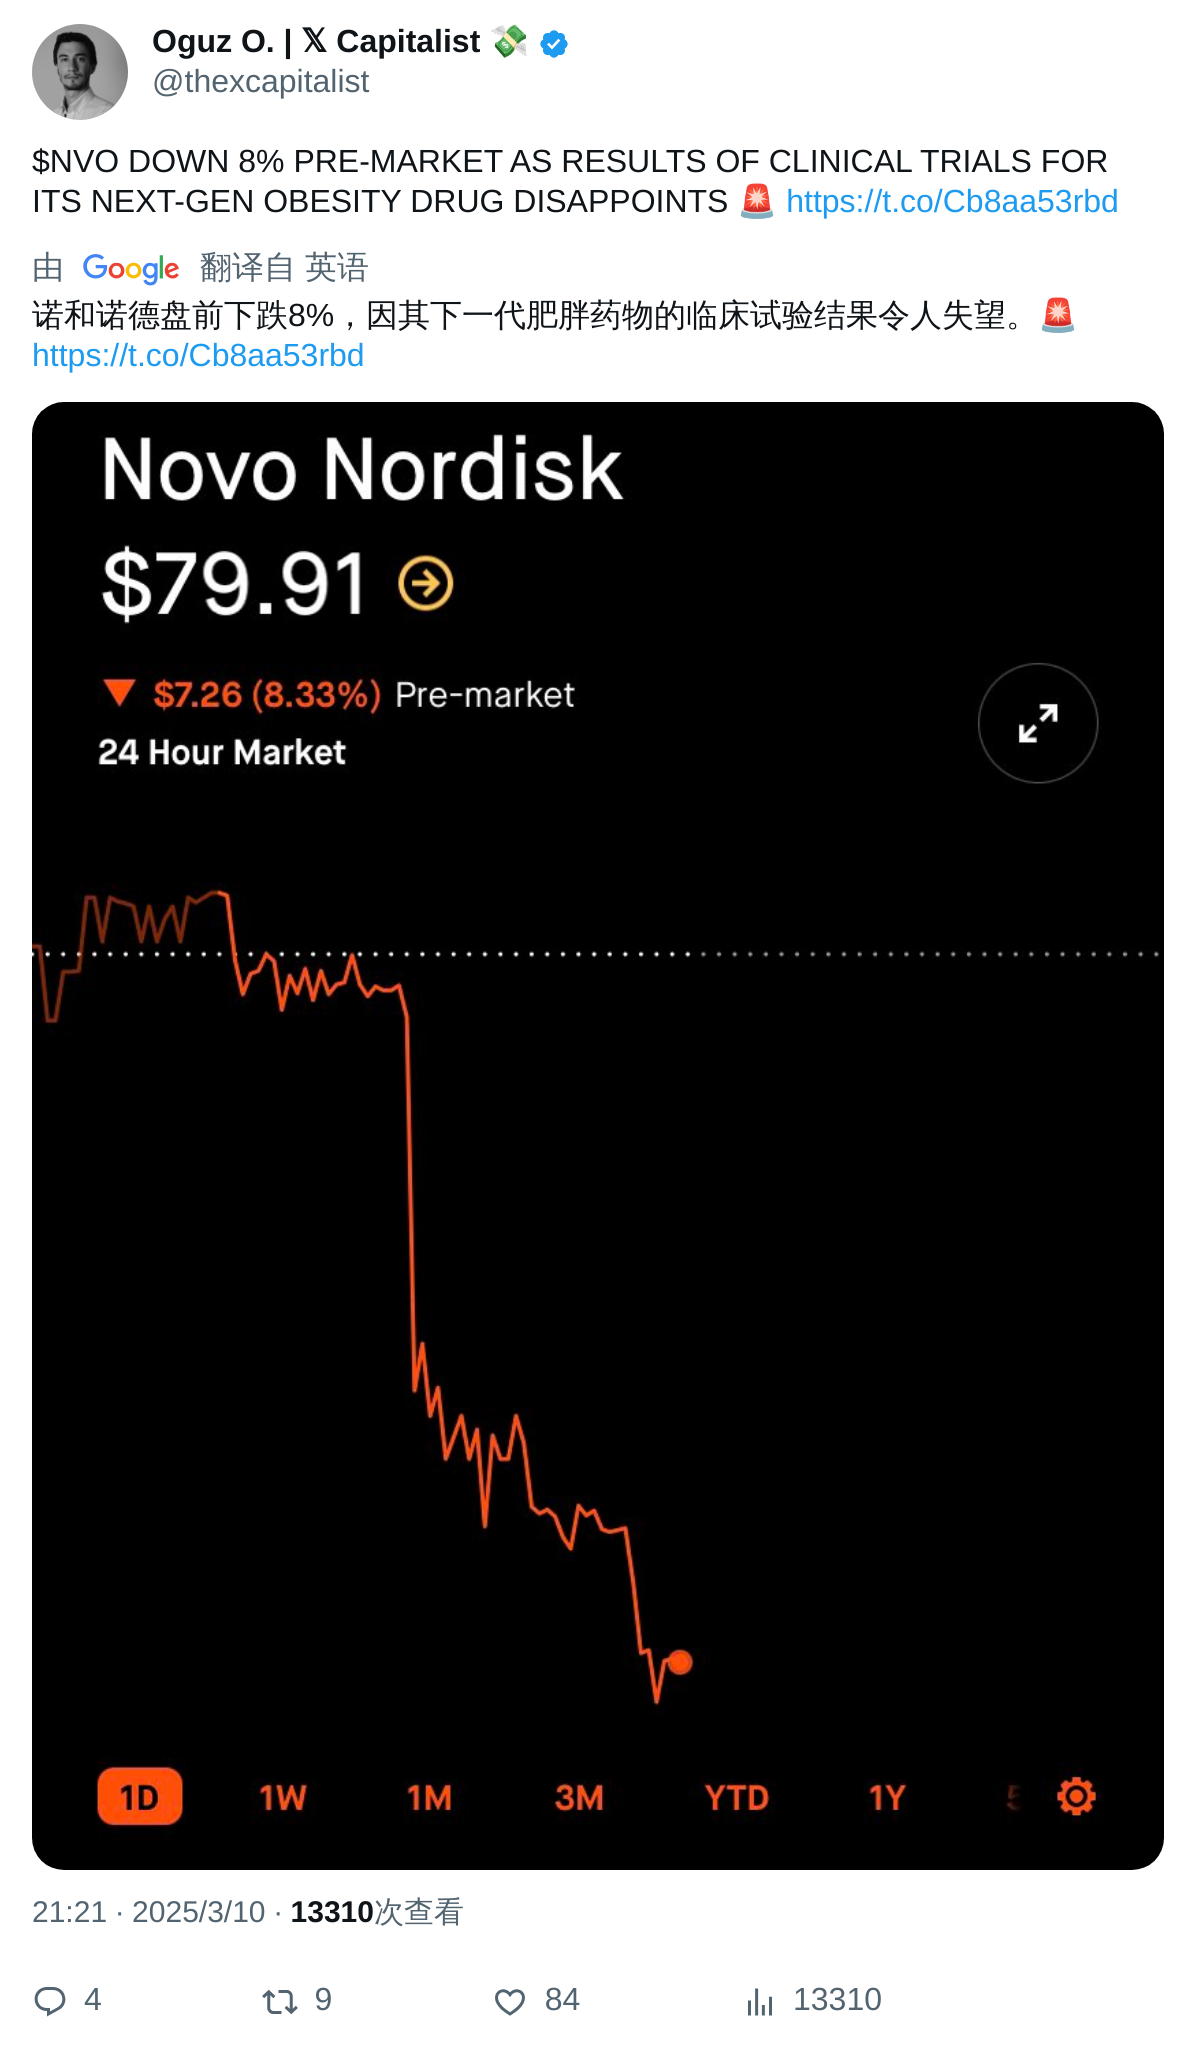 Oguz O. | 𝕏 Capitalist 💸
@thexcapitalist
$NVO DOWN 8% PRE-MARKET AS RESULTS OF CLINICAL TRIALS FOR
ITS NEXT-GEN OBESITY DRUG DISAPPOINTS 🚨 https://t.co/Cb8aa53rbd
由 Google 翻译自 英语
诺和诺德盘前下跌8%，因其下一代肥胖药物的临床试验结果令人失望。🚨
https://t.co/Cb8aa53rbd
Novo Nordisk
$79.91
▼ $7.26 (8.33%) Pre-market
24 Hour Market
1D 1W 1M 3M YTD 1Y
21:21 · 2025/3/10 · 13310次查看
4 9 84 13310